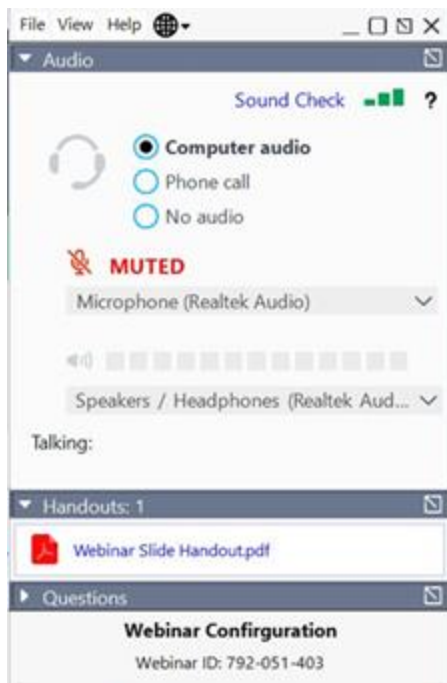 File View Help
Audio
Sound Check ?
Computer audio
Phone call
No audio
MUTED
Microphone (Realtek Audio)
Speakers / Headphones (Realtek Aud...
Talking:
Handouts: 1
Webinar Slide Handout.pdf
Questions
Webinar Confirguration
Webinar ID: 792-051-403